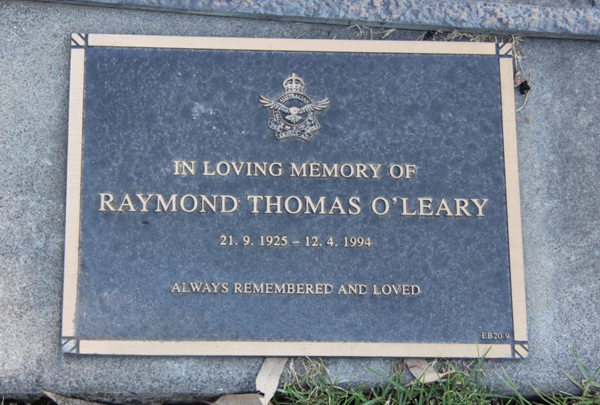 AUSTRALIAN
IN LOVING MEMORY OF
RAYMOND THOMAS O'LEARY
21. 9. 1925 – 12. 4. 1994
ALWAYS REMEMBERED AND LOVED
EB20.9